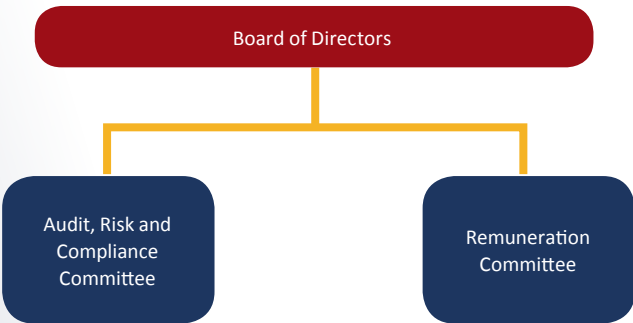 Board of Directors
Audit, Risk and
Compliance
Committee
Remuneration
Committee